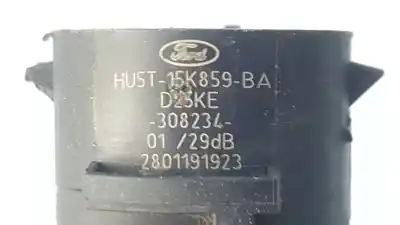 Ford
HU5T-15K859-BA
D25KE
-308234-
01 /29dB
2801191923